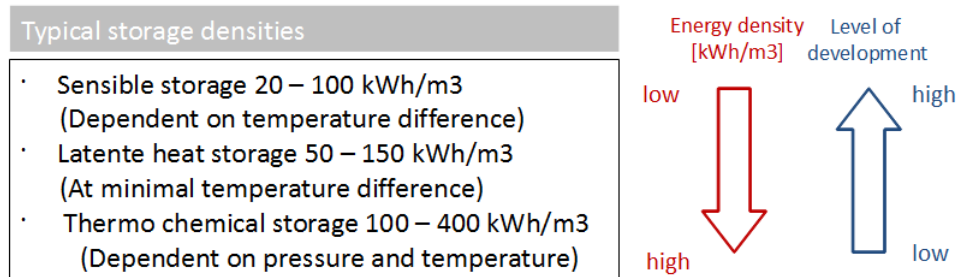 Typical storage densities
· Sensible storage 20 – 100 kWh/m3
(Dependent on temperature difference)
· Latente heat storage 50 – 150 kWh/m3
(At minimal temperature difference)
· Thermo chemical storage 100 – 400 kWh/m3
(Dependent on pressure and temperature)
Energy density
[kWh/m3]
low
high
Level of
development
high
low